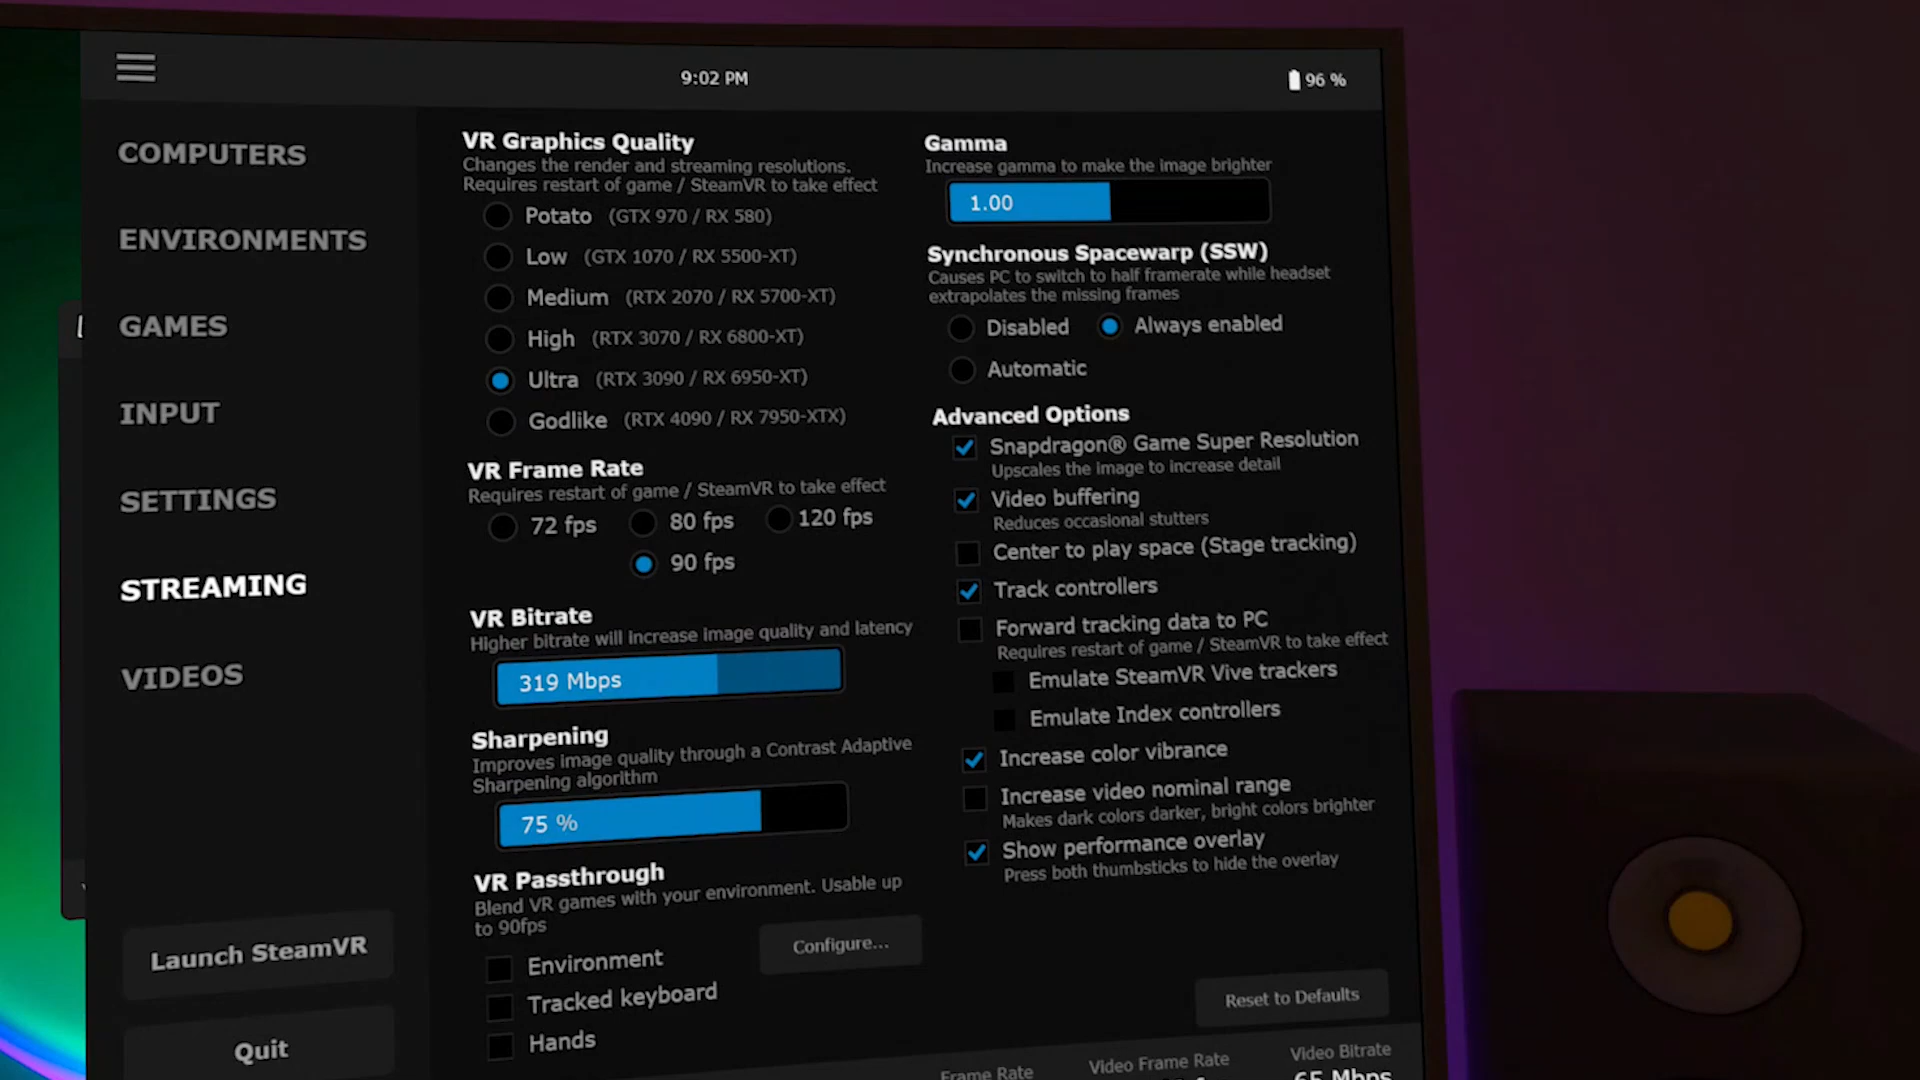 9:02 PM
96 %
COMPUTERS
ENVIRONMENTS
GAMES
INPUT
SETTINGS
STREAMING
VIDEOS
Launch SteamVR
Quit
VR Graphics Quality
Changes the render and streaming resolutions.
Requires restart of game / SteamVR to take effect
Potato (GTX 970 / RX 580)
Low (GTX 1070 / RX 5500-XT)
Medium (RTX 2070 / RX 5700-XT)
High (RTX 3070 / RX 6800-XT)
Ultra (RTX 3090 / RX 6950-XT)
Godlike (RTX 4090 / RX 7950-XTX)
VR Frame Rate
Requires restart of game / SteamVR to take effect
72 fps 80 fps 120 fps
90 fps
VR Bitrate
Higher bitrate will increase image quality and latency
319 Mbps
Sharpening
Improves image quality through a Contrast Adaptive
Sharpening algorithm
75 %
VR Passthrough
Blend VR games with your environment. Usable up
to 90fps
Environment
Configure...
Tracked keyboard
Hands
Gamma
Increase gamma to make the image brighter
1.00
Synchronous Spacewarp (SSW)
Causes PC to switch to half framerate while headset
extrapolates the missing frames
Disabled Always enabled
Automatic
Advanced Options
Snapdragon® Game Super Resolution
Upscales the image to increase detail
Video buffering
Reduces occasional stutters
Center to play space (Stage tracking)
Track controllers
Forward tracking data to PC
Requires restart of game / SteamVR to take effect
Emulate SteamVR Vive trackers
Emulate Index controllers
Increase color vibrance
Increase video nominal range
Makes dark colors darker, bright colors brighter
Show performance overlay
Press both thumbsticks to hide the overlay
Reset to Defaults
Frame Rate Video Frame Rate Video Bitrate
65 Mbps